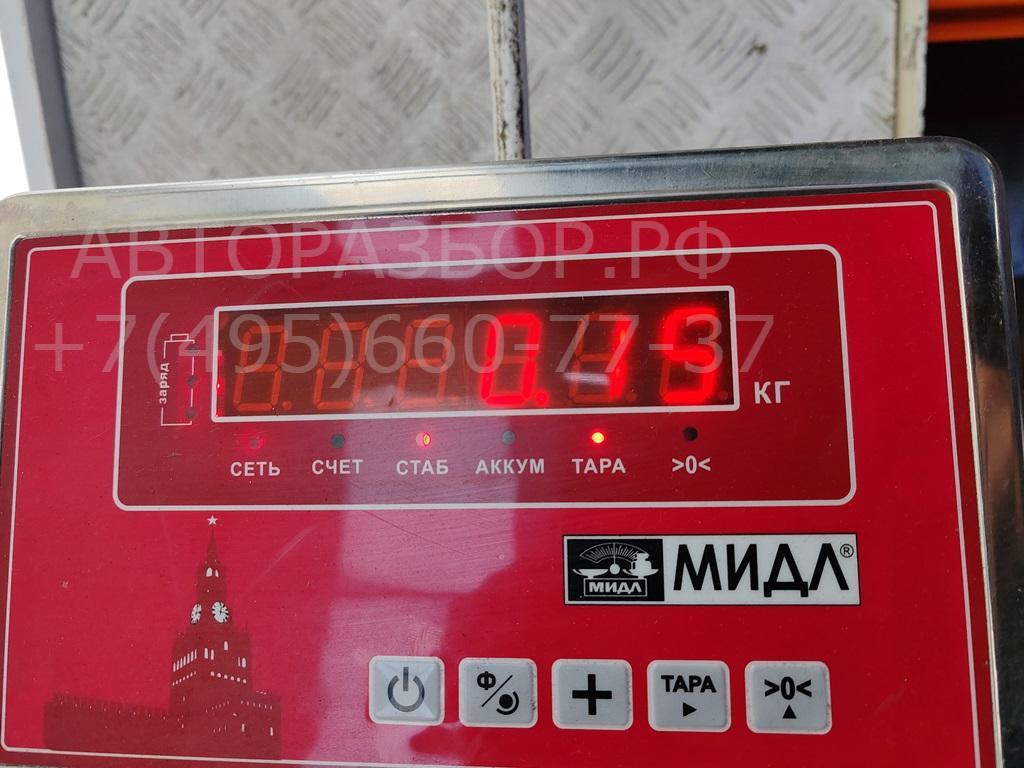 АВТОРАЗБОР.РФ
+7(495)660-77-37
заряд
0.15
КГ
СЕТЬ СЧЕТ СТАБ АККУМ ТАРА >0<
МИДЛ МИДЛ®
Ф ТАРА >0<